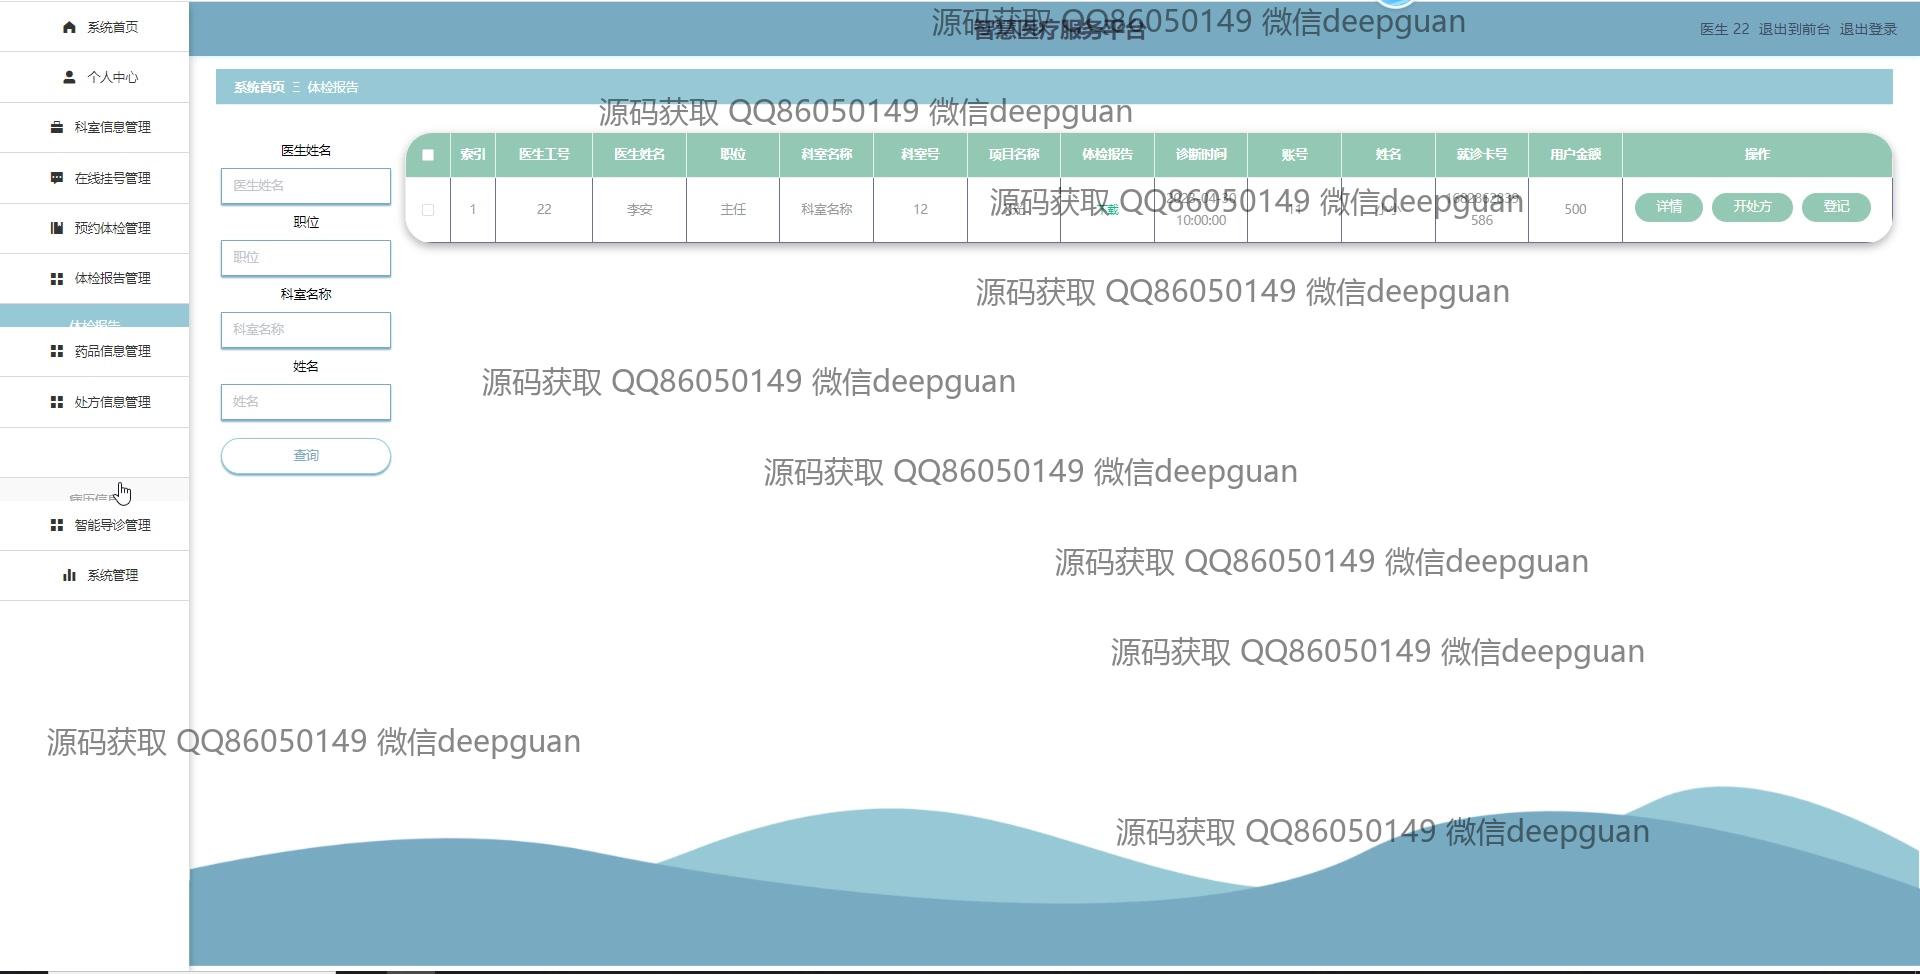 系统首页
个人中心
科室信息管理
在线挂号管理
预约体检管理
体检报告管理
体检报告
药品信息管理
处方信息管理
病历信息
智能导诊管理
系统管理
智慧医疗服务平台
医生 22 退出到前台 退出登录
系统首页 Ξ 体检报告
医生姓名
医生姓名
职位
职位
科室名称
科室名称
姓名
姓名
查询
索引 医生工号 医生姓名 职位 科室名称 科室号 项目名称 体检报告 诊断时间 账号 姓名 就诊卡号 用户金额 操作
1 22 李安 主任 科室名称 12 下载 10:00:00 11 586 500 详情 开处方 登记
源码获取 QQ86050149 微信deepguan
源码获取 QQ86050149 微信deepguan
源码获取 QQ86050149 微信deepguan
源码获取 QQ86050149 微信deepguan
源码获取 QQ86050149 微信deepguan
源码获取 QQ86050149 微信deepguan
源码获取 QQ86050149 微信deepguan
源码获取 QQ86050149 微信deepguan
源码获取 QQ86050149 微信deepguan
源码获取 QQ86050149 微信deepguan